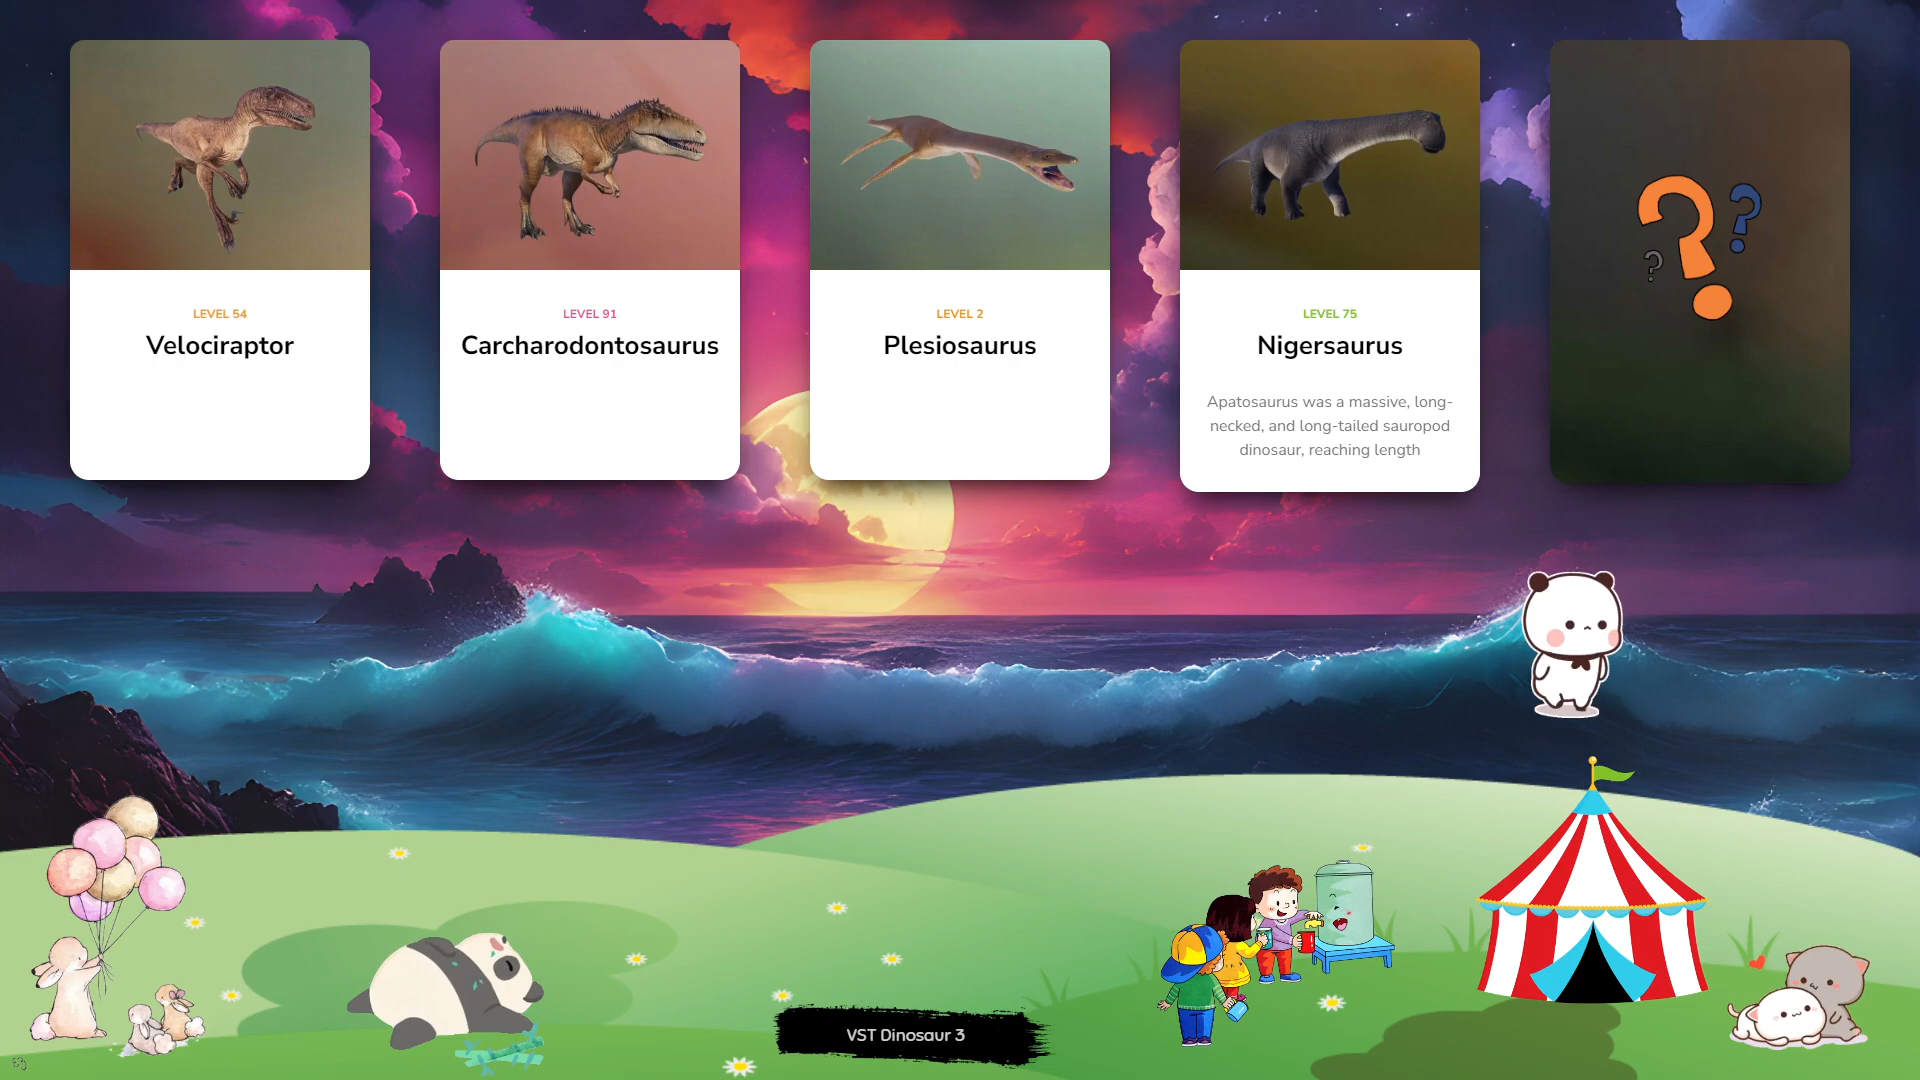 LEVEL 54
Velociraptor
LEVEL 91
Carcharodontosaurus
LEVEL 2
Plesiosaurus
LEVEL 75
Nigersaurus
Apatosaurus was a massive, long-
necked, and long-tailed sauropod
dinosaur, reaching length
? ? ?
VST Dinosaur 3